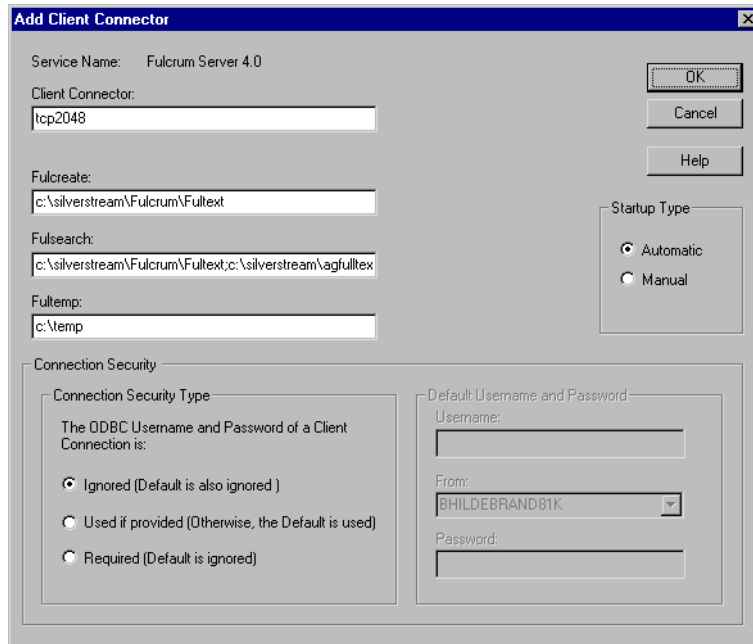 Add Client Connector
Service Name: Fulcrum Server 4.0
OK
Client Connector:
tcp2048
Cancel
Help
Fulcreate:
c:\silverstream\Fulcrum\Fultext
Startup Type
Fulsearch:
Automatic
c:\silverstream\Fulcrum\Fultext;c:\silverstream\agfulltex
Manual
Fultemp:
c:\temp
Connection Security
Connection Security Type
The ODBC Username and Password of a Client
Connection is:
Ignored (Default is also ignored )
Used if provided (Otherwise, the Default is used)
Required (Default is ignored)
Default Username and Password
Username:
From:
BHILDEBRAND81K
Password: